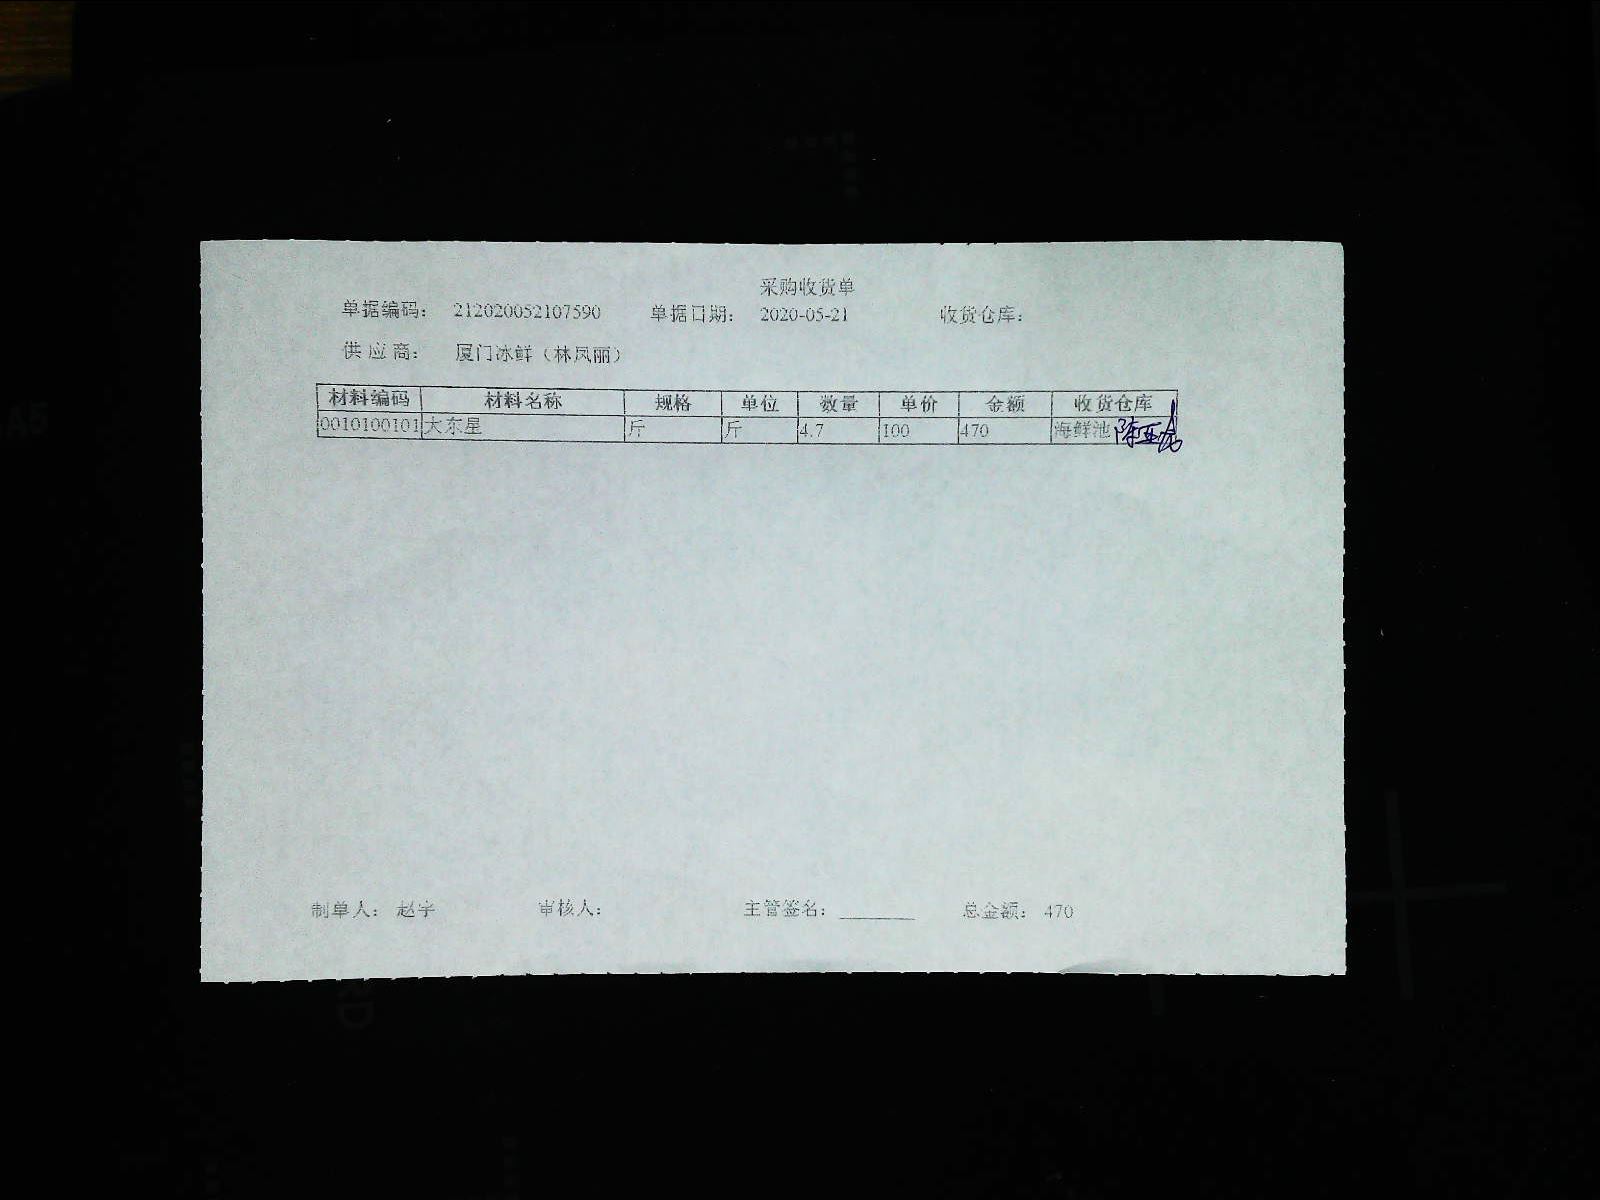 采购收货单
单据编码： 212020052107590 单据日期： 2020-05-21 收货仓库：
供 应 商： 厦门冰鲜（林凤丽）
材料编码 材料名称 规格 单位 数量 单价 金额 收货仓库
0010100101 大东星 斤 斤 4.7 100 470 海鲜池
制单人： 赵宇 审核人： 主管签名： ________ 总金额： 470